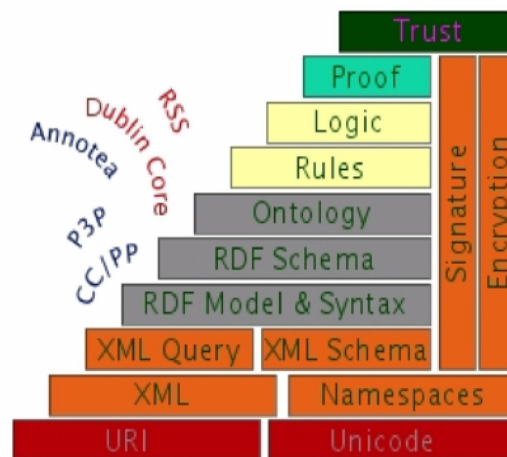 Trust
Proof
Logic
Rules
Ontology
RDF Schema
RDF Model & Syntax
XML Query XML Schema
XML Namespaces
URI Unicode
Signature
Encryption
RSS
Dublin Core
Annotea
P3P
CC/PP